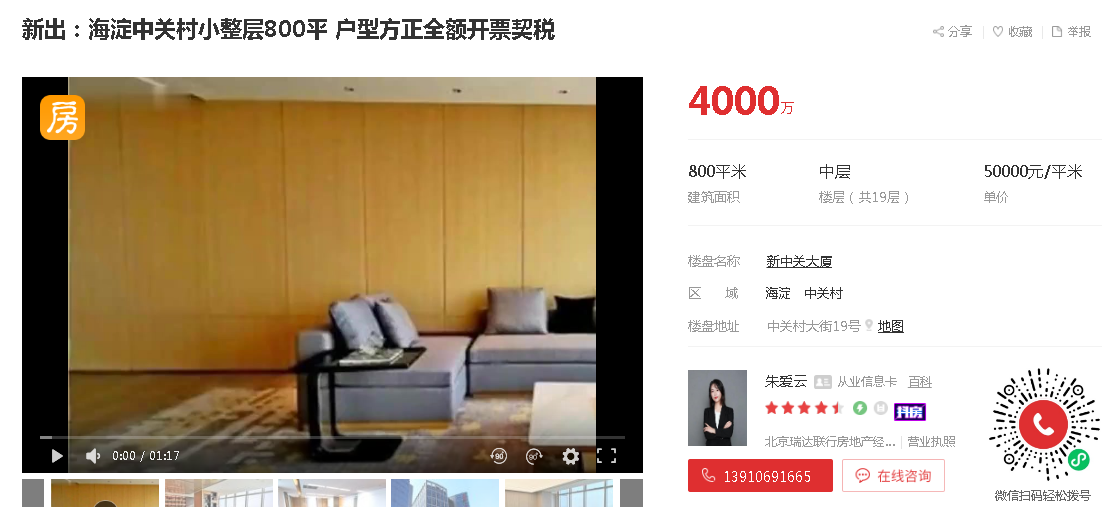 新出：海淀中关村小整层800平 户型方正全额开票契税
分享 收藏 举报
房
4000万
800平米 中层 50000元/平米
建筑面积 楼层（共19层） 单价
楼盘名称 新中关大厦
区 域 海淀 中关村
楼盘地址 中关村大街19号 地图
朱爱云 从业信息卡 百科
抖房
北京瑞达联行房地产经... 营业执照
0:00 / 01:17 90 90
13910691665 在线咨询
微信扫码轻松拨号